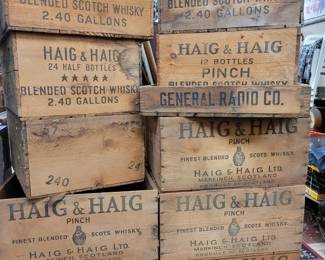 BLENDED SCOTCH WHISKY
2.40 GALLONS
HAIG & HAIG
24 HALF BOTTLES
★★★★★
BLENDED SCOTCH WHISKY
2.40 GALLONS
240
24
HAIG & HAIG
PINCH
FINEST BLENDED SCOTS WHISKY
HAIG & HAIG LTD.
MARKINCH, SCOTLAND
BLENDED SCOTCH WHISKY
2.40 GALLONS
HAIG & HAIG
12 BOTTLES
PINCH
BLENDED SCOTCH WHISKY
GENERAL RADIO CO.
HAIG & HAIG
PINCH
FINEST BLENDED SCOTS WHISKY
HAIG & HAIG LTD.
MARKINCH, SCOTLAND
HAIG & HAIG
PINCH
FINEST BLENDED SCOTS WHISKY
HAIG & HAIG LTD.
MARKINCH, SCOTLAND